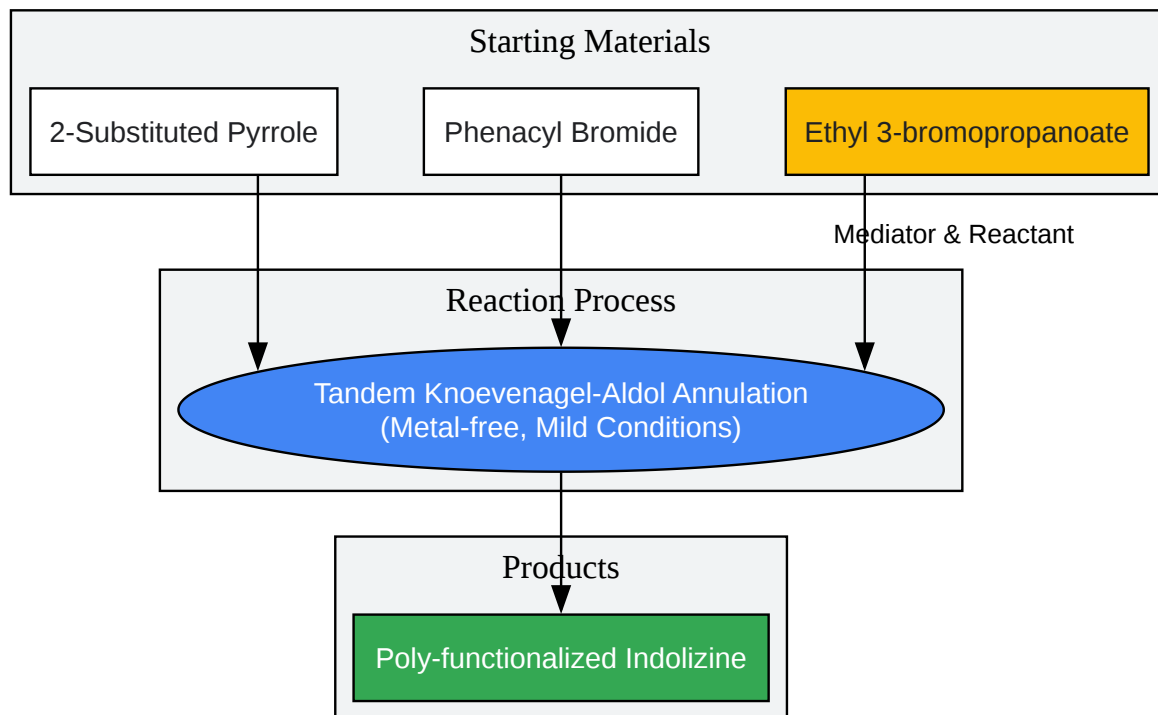 Starting Materials
2-Substituted Pyrrole
Phenacyl Bromide
Ethyl 3-bromopropanoate
Mediator & Reactant
Reaction Process
Tandem Knoevenagel-Aldol Annulation
(Metal-free, Mild Conditions)
Products
Poly-functionalized Indolizine